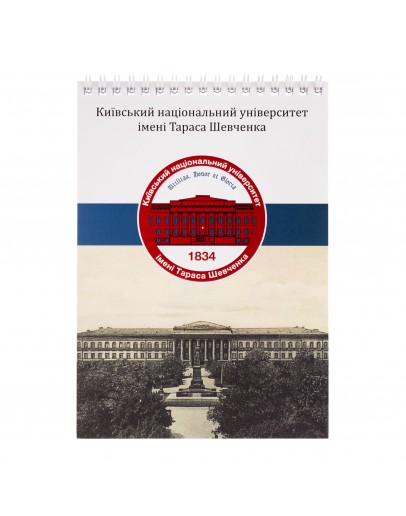 Київський національний університет
імені Тараса Шевченка
Київський національний університет
Utilitas, Honor et Gloria
1834
імені Тараса Шевченка